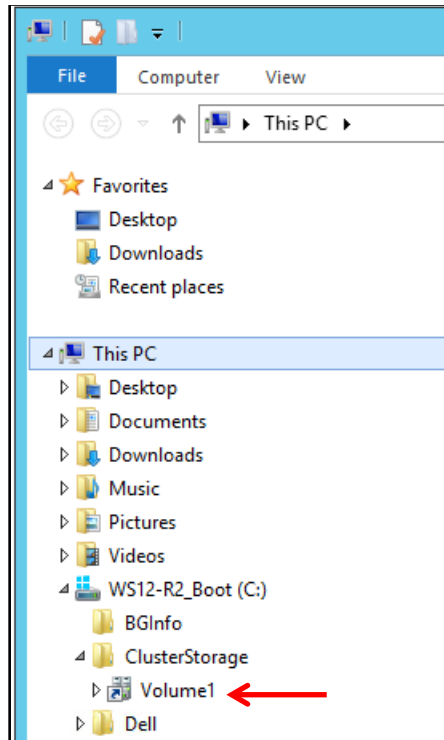 File Computer View
This PC
Favorites
Desktop
Downloads
Recent places
This PC
Desktop
Documents
Downloads
Music
Pictures
Videos
WS12-R2_Boot (C:)
BGInfo
ClusterStorage
Volume1
Dell